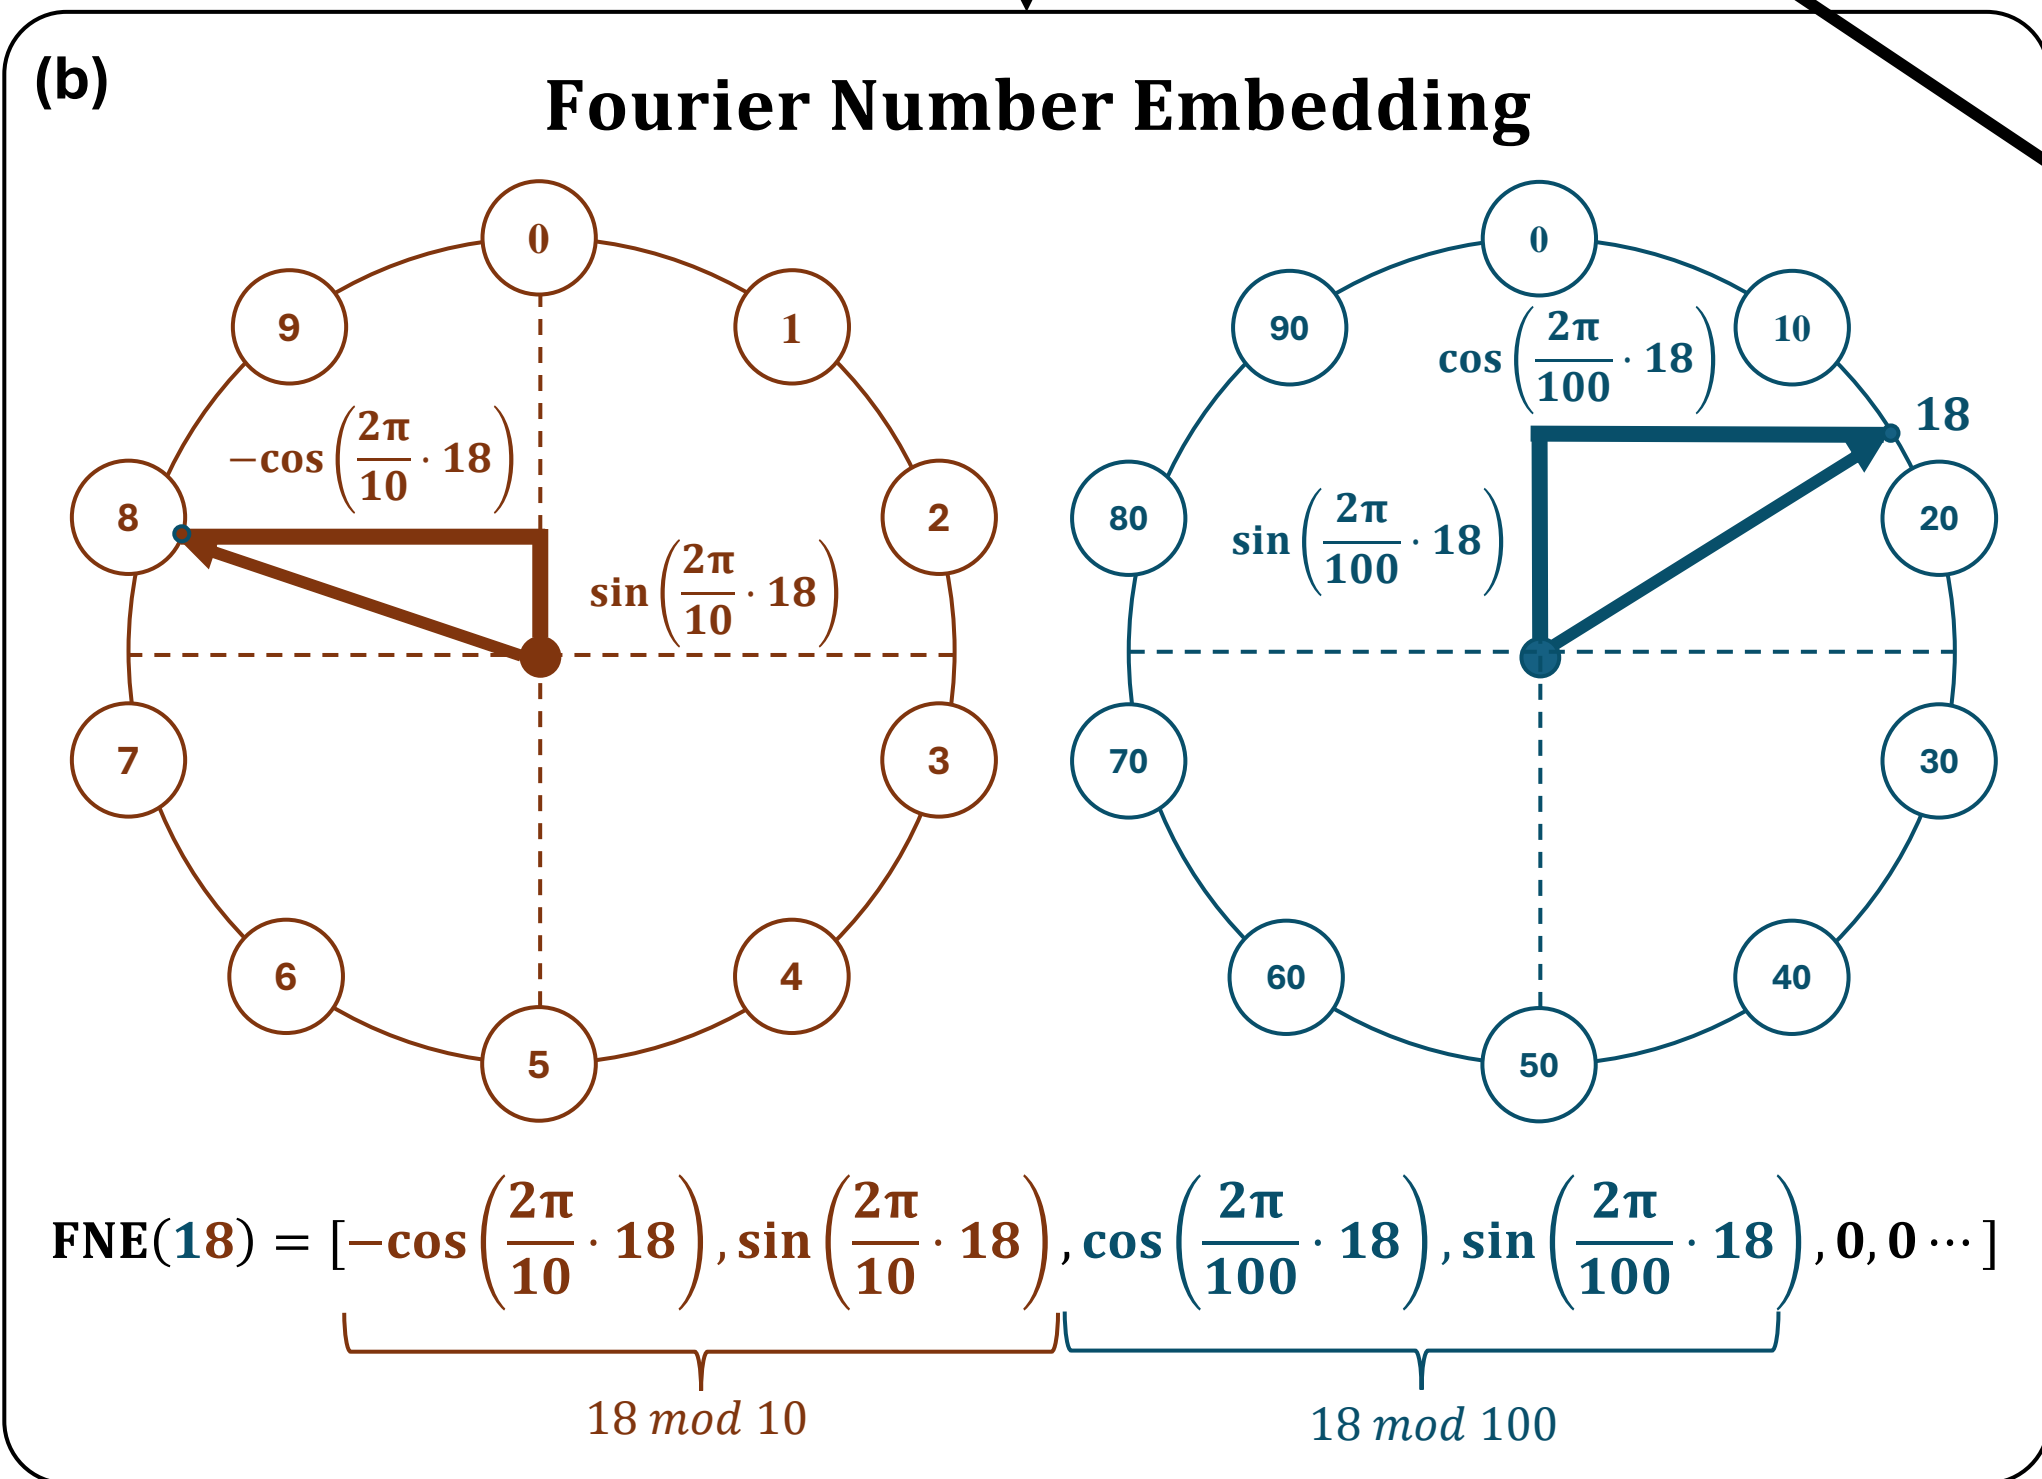 (b)
Fourier Number Embedding
0
1
2
3
4
5
6
7
8
9
−cos(2π/10 · 18)
sin(2π/10 · 18)
0
10
18
20
30
40
50
60
70
80
90
cos(2π/100 · 18)
sin(2π/100 · 18)
FNE(18) = [−cos(2π/10 · 18), sin(2π/10 · 18), cos(2π/100 · 18), sin(2π/100 · 18), 0, 0 ⋯]
18 mod 10
18 mod 100